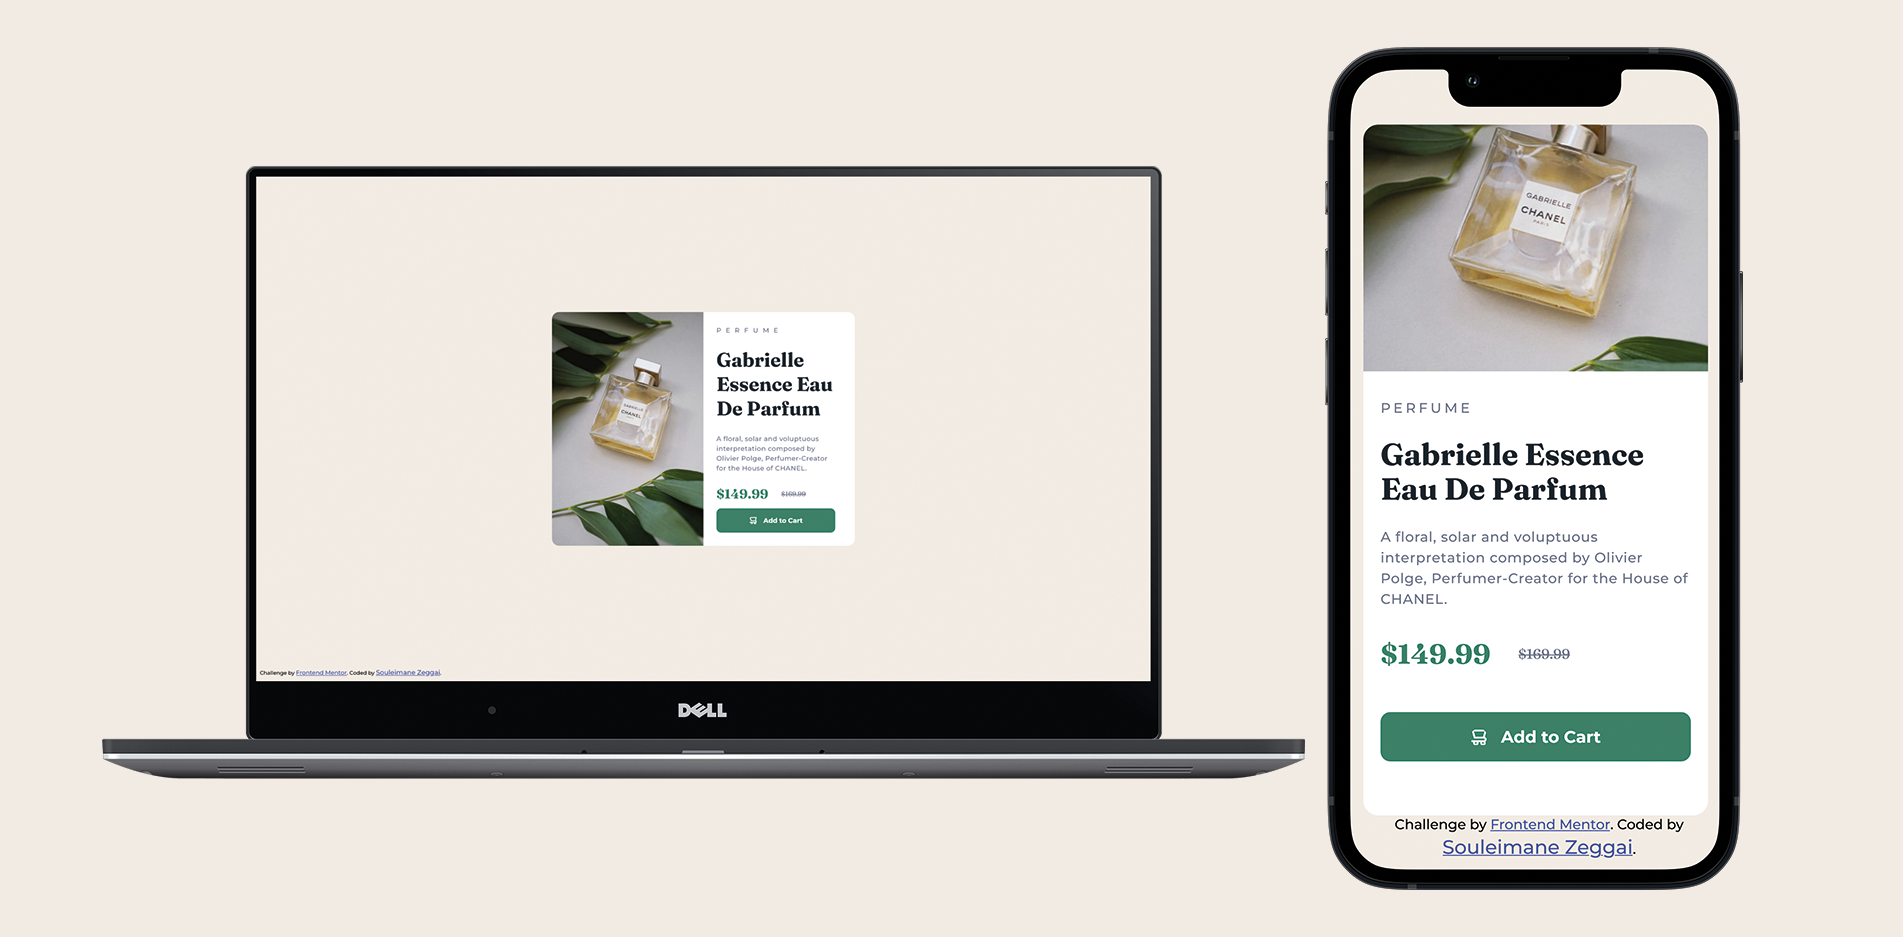 PERFUME
Gabrielle
Essence Eau
De Parfum
A floral, solar and voluptuous
interpretation composed by
Olivier Polge, Perfumer-Creator
for the House of CHANEL.
$149.99 $169.99
Add to Cart
GABRIELLE
CHANEL
Challenge by Frontend Mentor. Coded by Souleimane Zeggai.
DELL
GABRIELLE
CHANEL
PARIS
PERFUME
Gabrielle Essence
Eau De Parfum
A floral, solar and voluptuous
interpretation composed by Olivier
Polge, Perfumer-Creator for the House of
CHANEL.
$149.99 $169.99
Add to Cart
Challenge by Frontend Mentor. Coded by
Souleimane Zeggai.